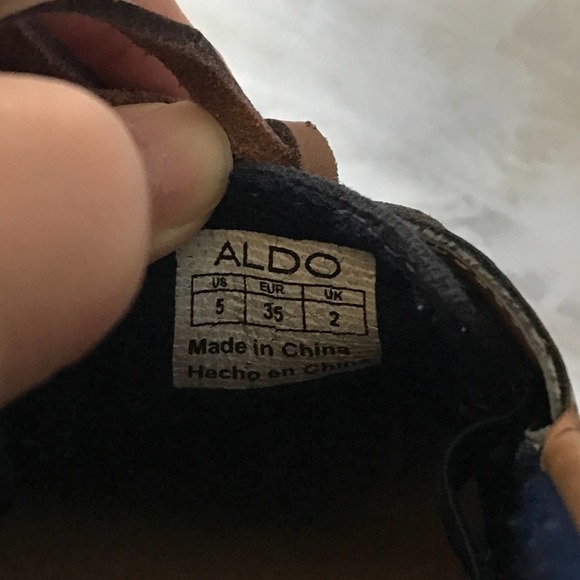 ALDO
US EUR UK
5 35 2
Made in China
Hecho en China